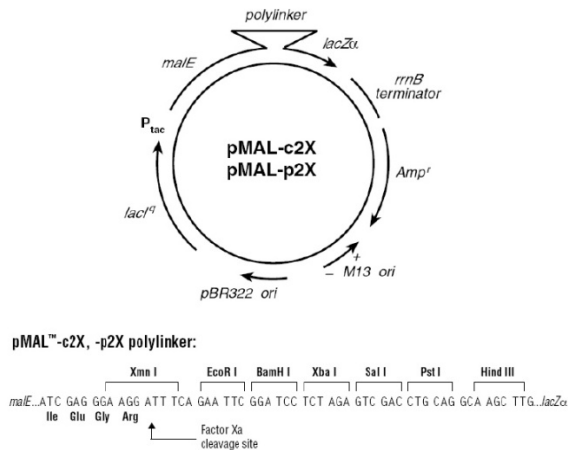 polylinker
lacZα
malE
rrnB
terminator
Ptac
pMAL-c2X
pMAL-p2X
Ampr
lacIq
+
– M13 ori
pBR322 ori
pMAL™-c2X, -p2X polylinker:
Xmn I EcoR I BamH I Xba I Sal I Pst I Hind III
malE...ATC GAG GGA AGG ATT TCA GAA TTC GGA TCC TCT AGA GTC GAC CTG CAG GCA AGC TTG...lacZα
Ile Glu Gly Arg
Factor Xa
cleavage site